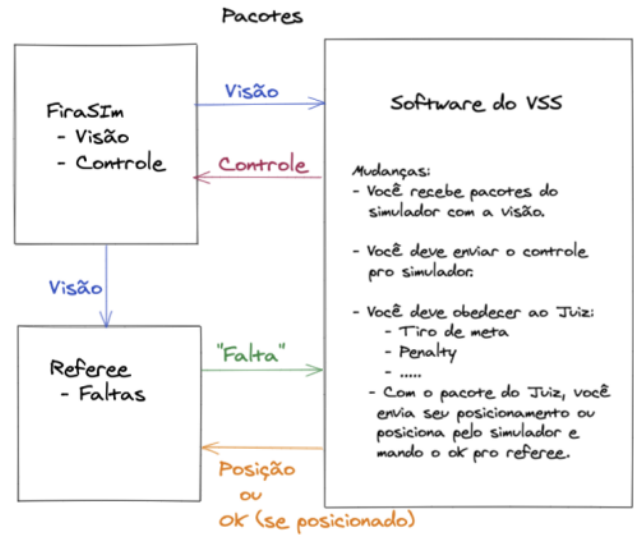 Pacotes
FiraSIm
- Visão
- Controle
Visão
Controle
Software do VSS
Mudanças:
- Você recebe pacotes do
simulador com a visão.
- Você deve enviar o controle
pro simulador.
- Você deve obedecer ao Juiz:
- Tiro de meta
- Penalty
- .....
- Com o pacote do Juiz, você
envia seu posicionamento ou
posiciona pelo simulador e
mando o ok pro referee.
Visão
Referee
- Faltas
"Falta"
Posição
ou
OK (se posicionado)